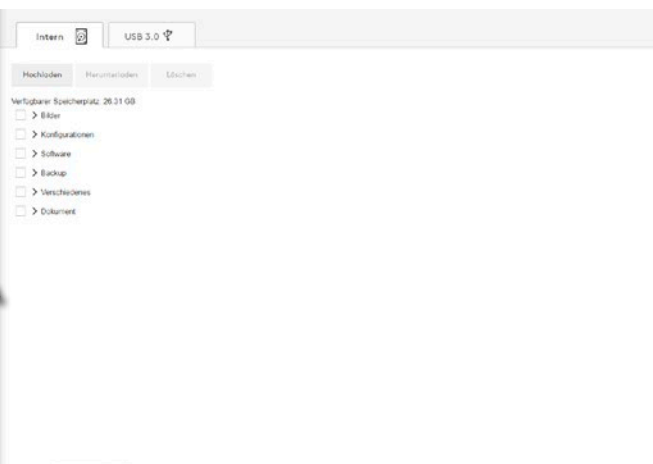 Intern USB 3.0
Hochladen Herunterladen Löschen
Verfügbarer Speicherplatz: 26.31 GB
Bilder
Konfigurationen
Software
Backup
Verschiedenes
Dokument